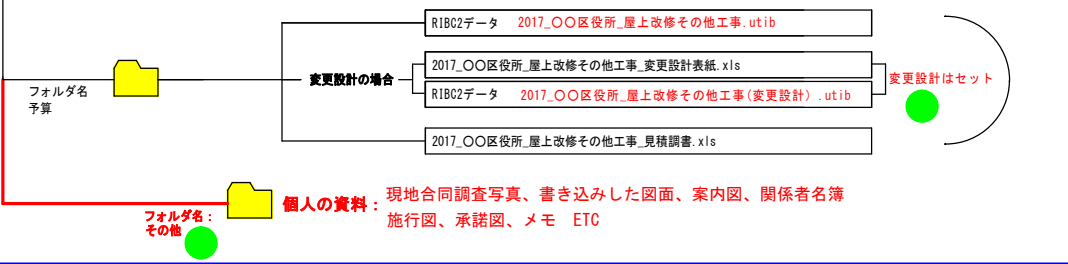 RIBC2データ 2017_〇〇区役所_屋上改修その他工事.utib
フォルダ名
予算
変更設計の場合
2017_〇〇区役所_屋上改修その他工事_変更設計表紙.xls
RIBC2データ 2017_〇〇区役所_屋上改修その他工事(変更設計).utib
変更設計はセット
2017_〇〇区役所_屋上改修その他工事_見積調書.xls
フォルダ名：
その他
個人の資料：
現地合同調査写真、書き込みした図面、案内図、関係者名簿
施行図、承諾図、メモ ETC